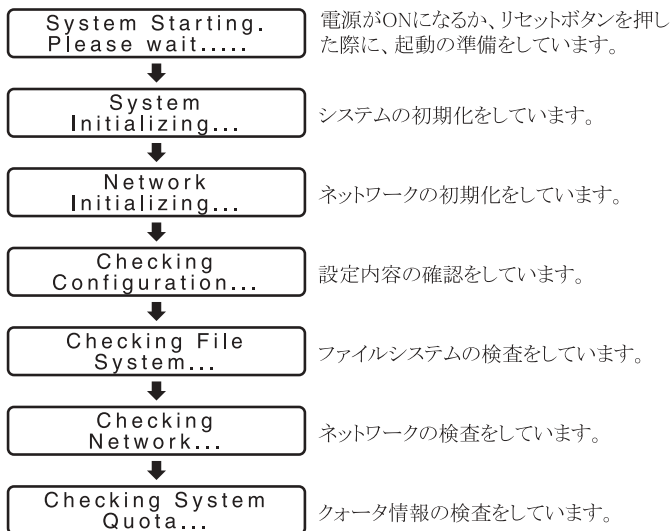 System Starting.
Please wait.....
電源がONになるか、リセットボタンを押し
た際に、起動の準備をしています。
System
Initializing...
システムの初期化をしています。
Network
Initializing...
ネットワークの初期化をしています。
Checking
Configuration...
設定内容の確認をしています。
Checking File
System...
ファイルシステムの検査をしています。
Checking
Network...
ネットワークの検査をしています。
Checking System
Quota...
クォータ情報の検査をしています。